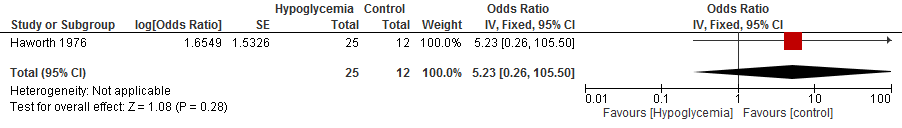 Hypoglycemia Control Odds Ratio Odds Ratio
Study or Subgroup log[Odds Ratio] SE Total Total Weight IV, Fixed, 95% CI IV, Fixed, 95% CI
Haworth 1976 1.6549 1.5326 25 12 100.0% 5.23 [0.26, 105.50]
Total (95% CI) 25 12 100.0% 5.23 [0.26, 105.50]
Heterogeneity: Not applicable
Test for overall effect: Z = 1.08 (P = 0.28)
0.01 0.1 1 10 100
Favours [Hypoglycemia] Favours [control]